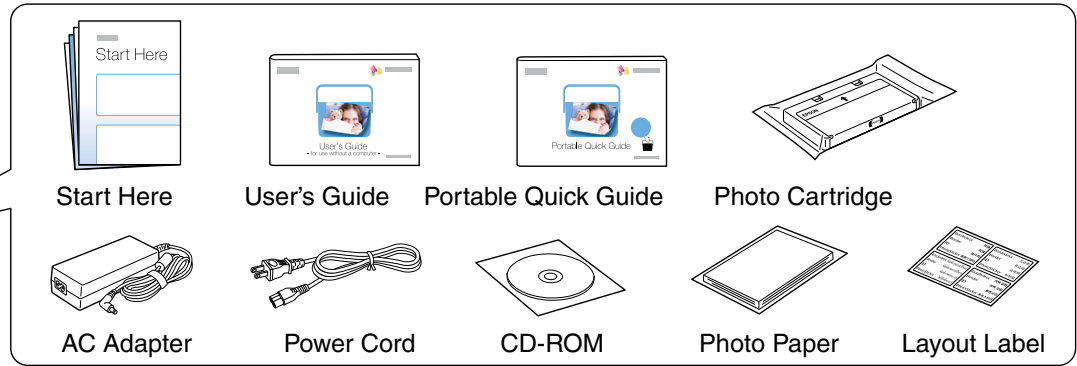 Start Here
User's Guide
- for use without a computer -
Portable Quick Guide
EPSON
Start Here
User's Guide
Portable Quick Guide
Photo Cartridge
AC Adapter
Power Cord
CD-ROM
Photo Paper
Layout Label